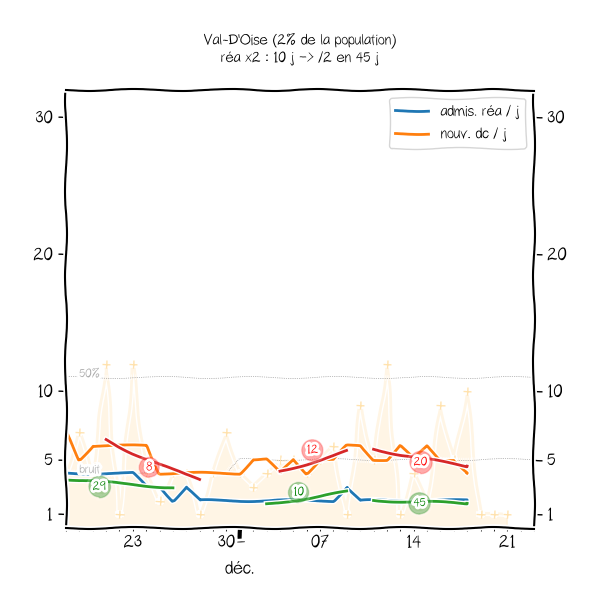 Val-D'Oise (2% de la population)
réa x2 : 10 j -> /2 en 45 j
admis. réa / j
nouv. dc / j
30 30
20 20
50%
10 10
12
5 8 20 5
bruit
29 10 45
1 1
23 30 07 14 21
déc.